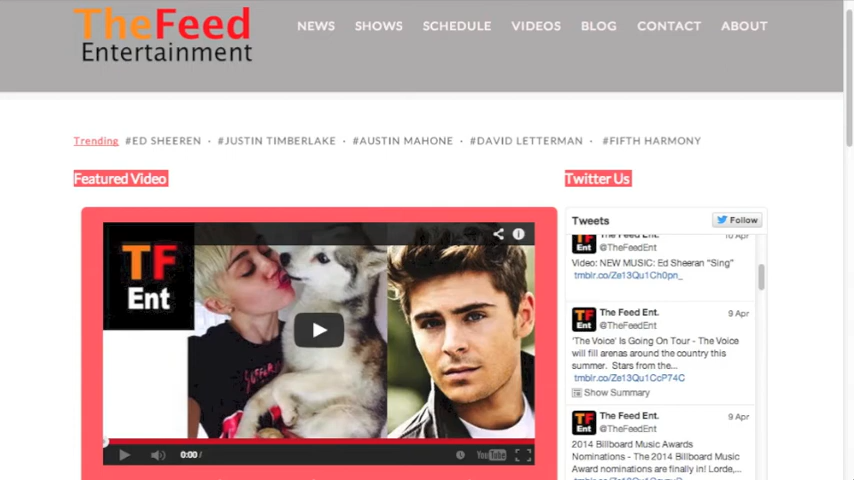 TheFeed
Entertainment
NEWS SHOWS SCHEDULE VIDEOS BLOG CONTACT ABOUT
Trending #ED SHEEREN · #JUSTIN TIMBERLAKE · #AUSTIN MAHONE · #DAVID LETTERMAN · #FIFTH HARMONY
Featured Video
Twitter Us
TF
Ent
0:00 /
YouTube
Tweets
Follow
The Feed Ent. 10 Apr
@TheFeedEnt
Video: NEW MUSIC: Ed Sheeran "Sing"
tmblr.co/Ze13Qu1Ch0pn_
TF
Ent
The Feed Ent. 9 Apr
@TheFeedEnt
'The Voice' Is Going On Tour - The Voice
will fill arenas around the country this
summer. Stars from the...
tmblr.co/Ze13Qu1CcP74C
Show Summary
TF
Ent
The Feed Ent. 9 Apr
@TheFeedEnt
2014 Billboard Music Awards
Nominations - The 2014 Billboard Music
Award nominations are finally in! Lorde,...